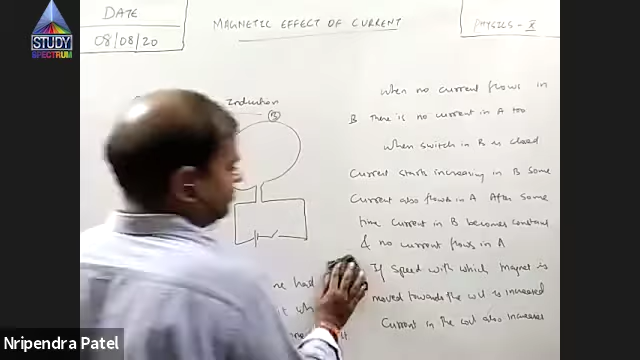 DATE
08/08/20
MAGNETIC EFFECT OF CURRENT
PHYSICS - X
STUDY
SPECTRUM
Induction
B
When no current flows in
B There is no current in A too
When switch in B is closed
Current starts increasing in B Some
Current also flows in A After Some
time Current in B becomes constant
& no current flows in A
If Speed with which magnet is
moved towards the coil is increased
Current in the coil also increases
had
Nripendra Patel